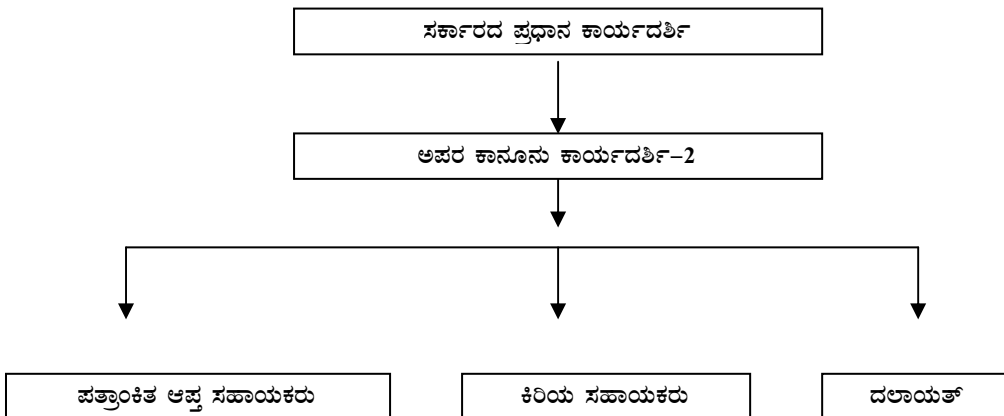 ಸರ್ಕಾರದ ಪ್ರಧಾನ ಕಾರ್ಯದರ್ಶಿ
ಅಪರ ಕಾನೂನು ಕಾರ್ಯದರ್ಶಿ–2
ಪತ್ರಾಂಕಿತ ಆಪ್ತ ಸಹಾಯಕರು ಕಿರಿಯ ಸಹಾಯಕರು ದಲಾಯತ್